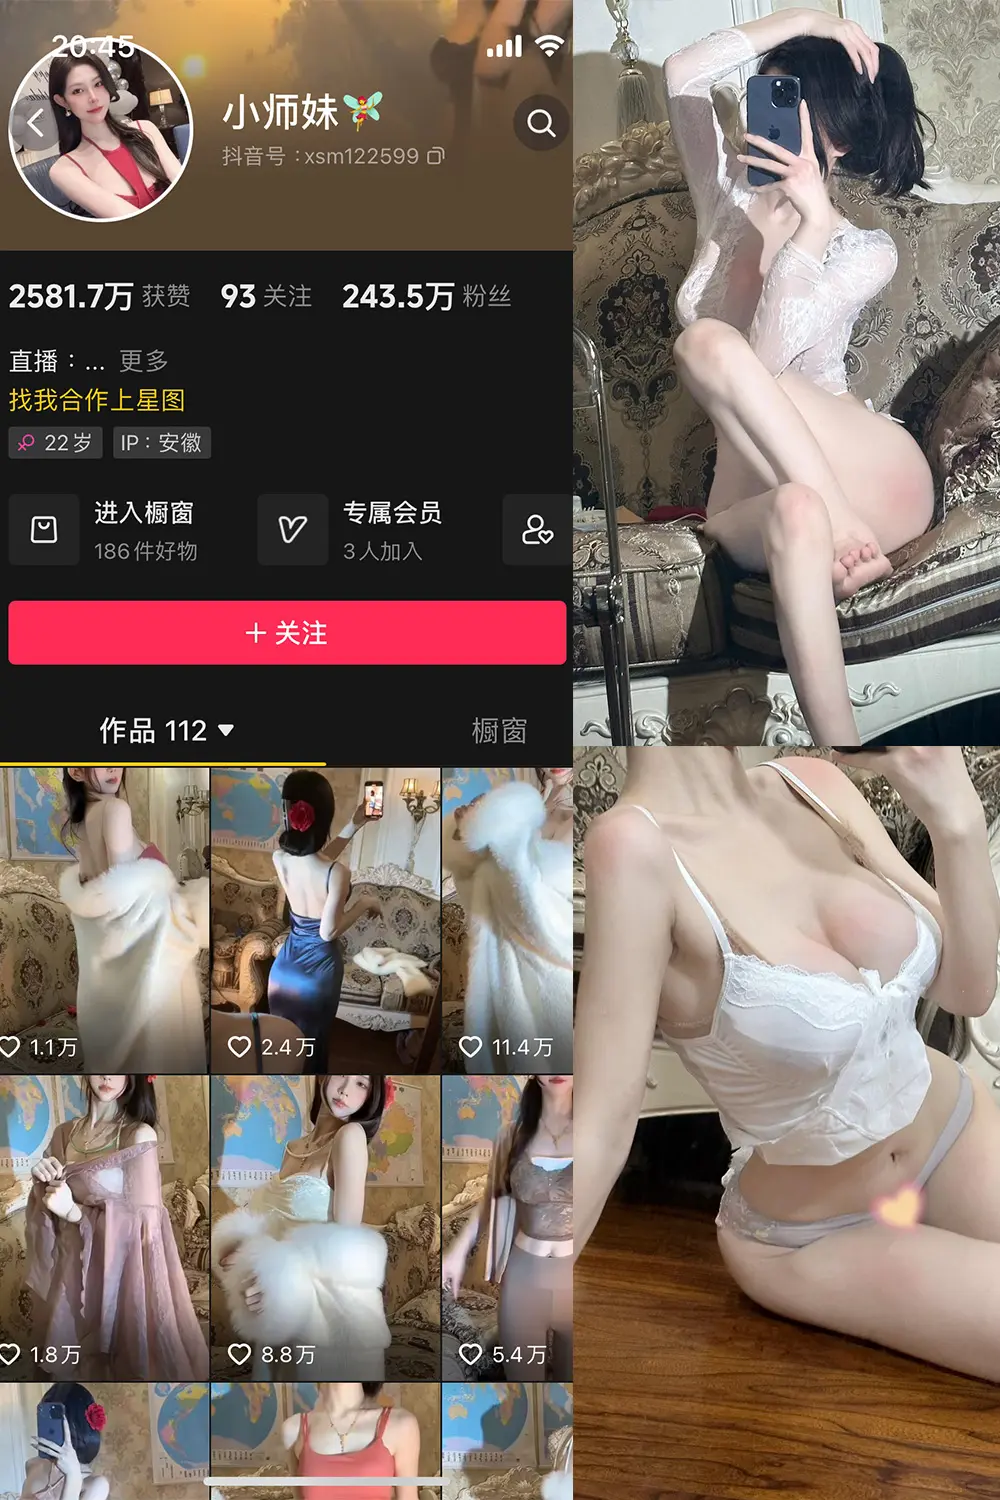 20:45
小师妹
抖音号：xsm122599
2581.7万 获赞 93 关注 243.5万 粉丝
直播：... 更多
找我合作上星图
22岁 IP：安徽
进入橱窗
186件好物
专属会员
3人加入
+ 关注
作品 112 橱窗
1.1万 2.4万 11.4万
1.8万 8.8万 5.4万